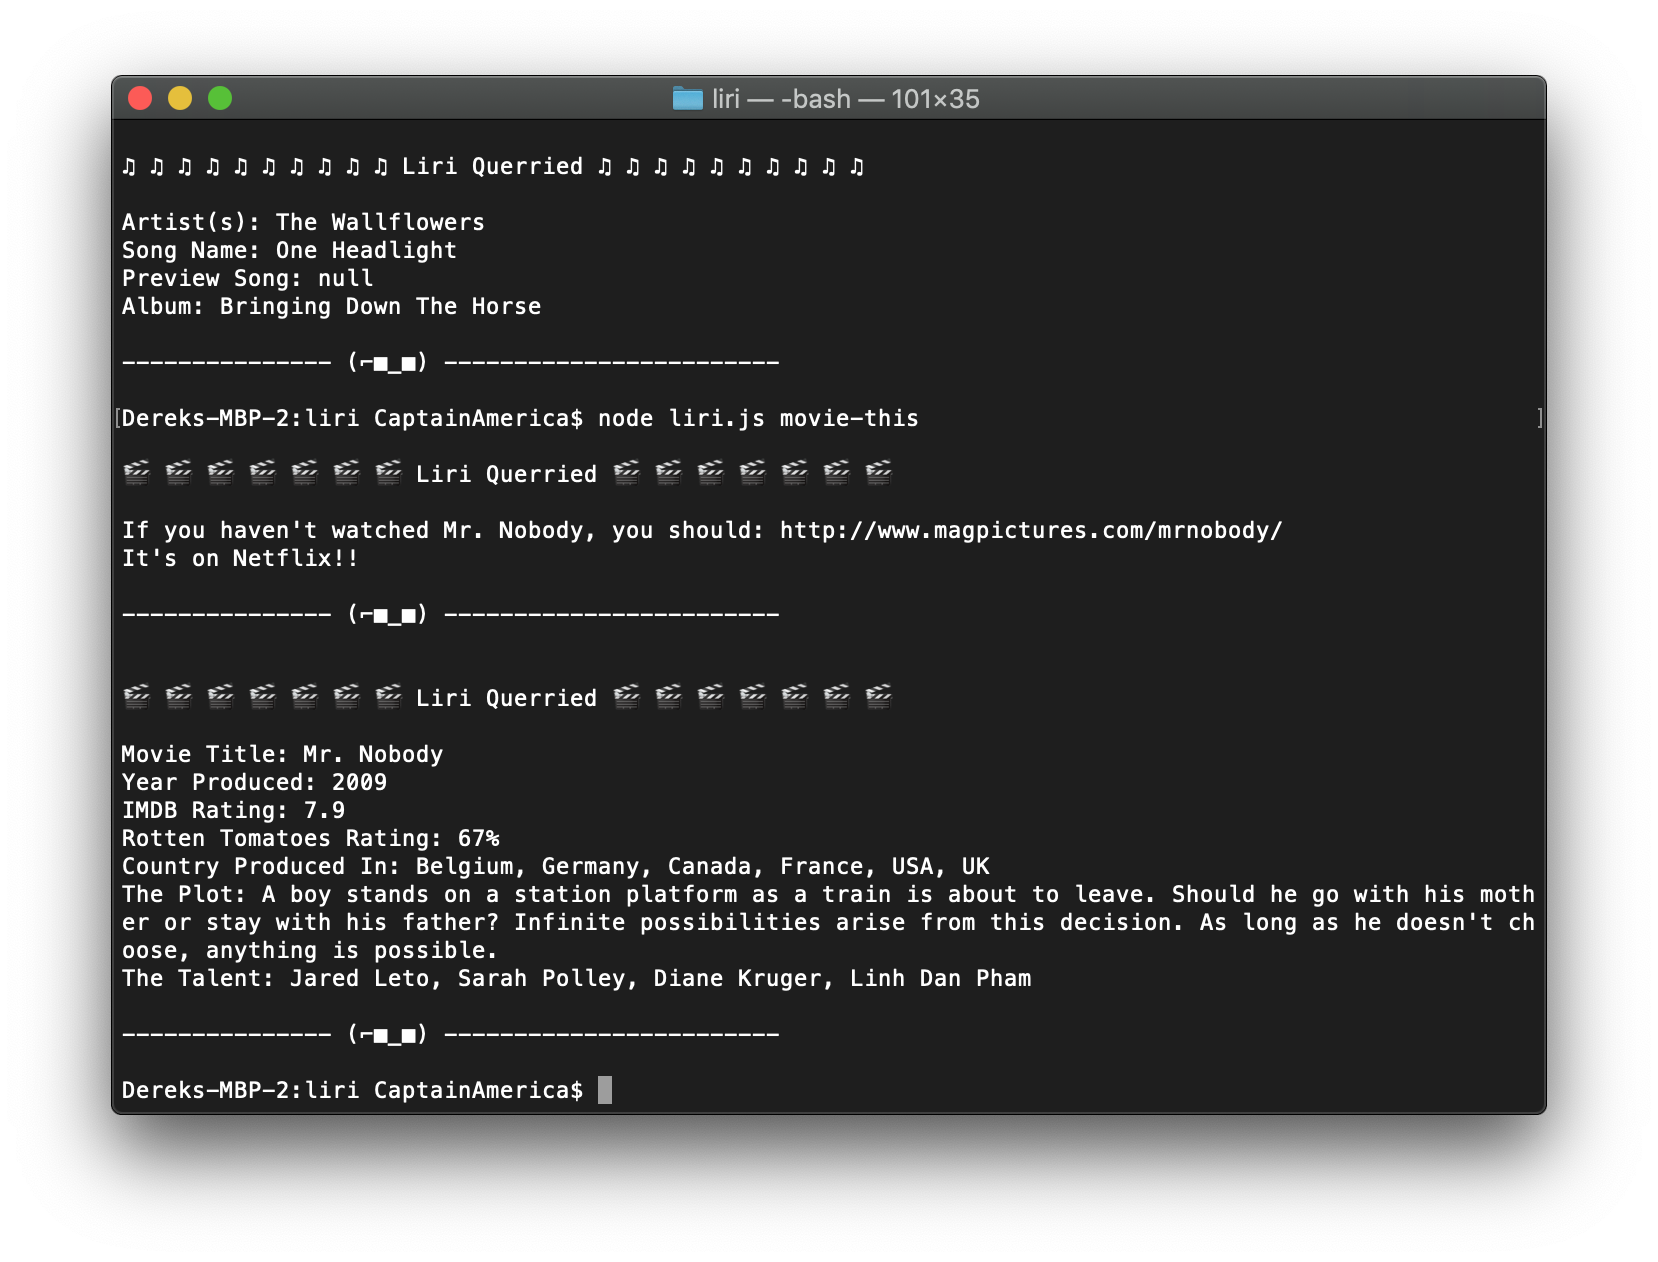 liri — -bash — 101×35
♫ ♫ ♫ ♫ ♫ ♫ ♫ ♫ ♫ ♫ Liri Querried ♫ ♫ ♫ ♫ ♫ ♫ ♫ ♫ ♫ ♫
Artist(s): The Wallflowers
Song Name: One Headlight
Preview Song: null
Album: Bringing Down The Horse
--------------- (⌐■_■) ------------------------
[Dereks-MBP-2:liri CaptainAmerica$ node liri.js movie-this ]
🎬 🎬 🎬 🎬 🎬 🎬 🎬 Liri Querried 🎬 🎬 🎬 🎬 🎬 🎬 🎬
If you haven't watched Mr. Nobody, you should: http://www.magpictures.com/mrnobody/
It's on Netflix!!
--------------- (⌐■_■) ------------------------
🎬 🎬 🎬 🎬 🎬 🎬 🎬 Liri Querried 🎬 🎬 🎬 🎬 🎬 🎬 🎬
Movie Title: Mr. Nobody
Year Produced: 2009
IMDB Rating: 7.9
Rotten Tomatoes Rating: 67%
Country Produced In: Belgium, Germany, Canada, France, USA, UK
The Plot: A boy stands on a station platform as a train is about to leave. Should he go with his moth
er or stay with his father? Infinite possibilities arise from this decision. As long as he doesn't ch
oose, anything is possible.
The Talent: Jared Leto, Sarah Polley, Diane Kruger, Linh Dan Pham
--------------- (⌐■_■) ------------------------
Dereks-MBP-2:liri CaptainAmerica$